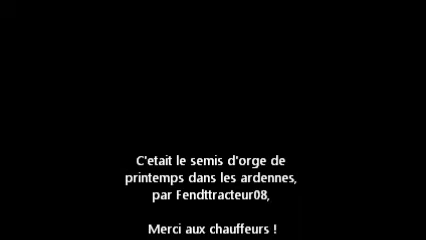 C'etait le semis d'orge de
printemps dans les ardennes,
par Fendttracteur08,
Merci aux chauffeurs !